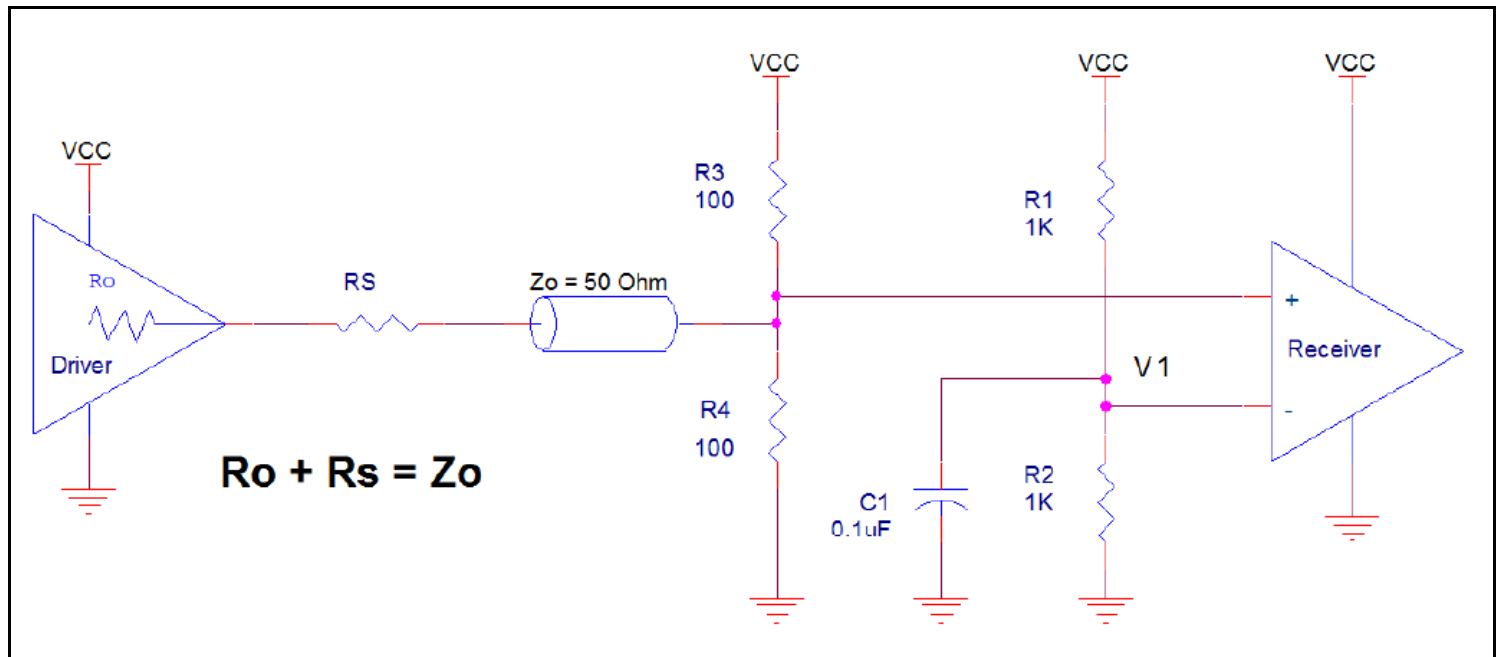 VCC
VCC
VCC
VCC
R3
100
R1
1K
Ro
RS
Zo = 50 Ohm
+
Driver
Receiver
V1
-
R4
100
Ro + Rs = Zo
R2
1K
C1
0.1uF